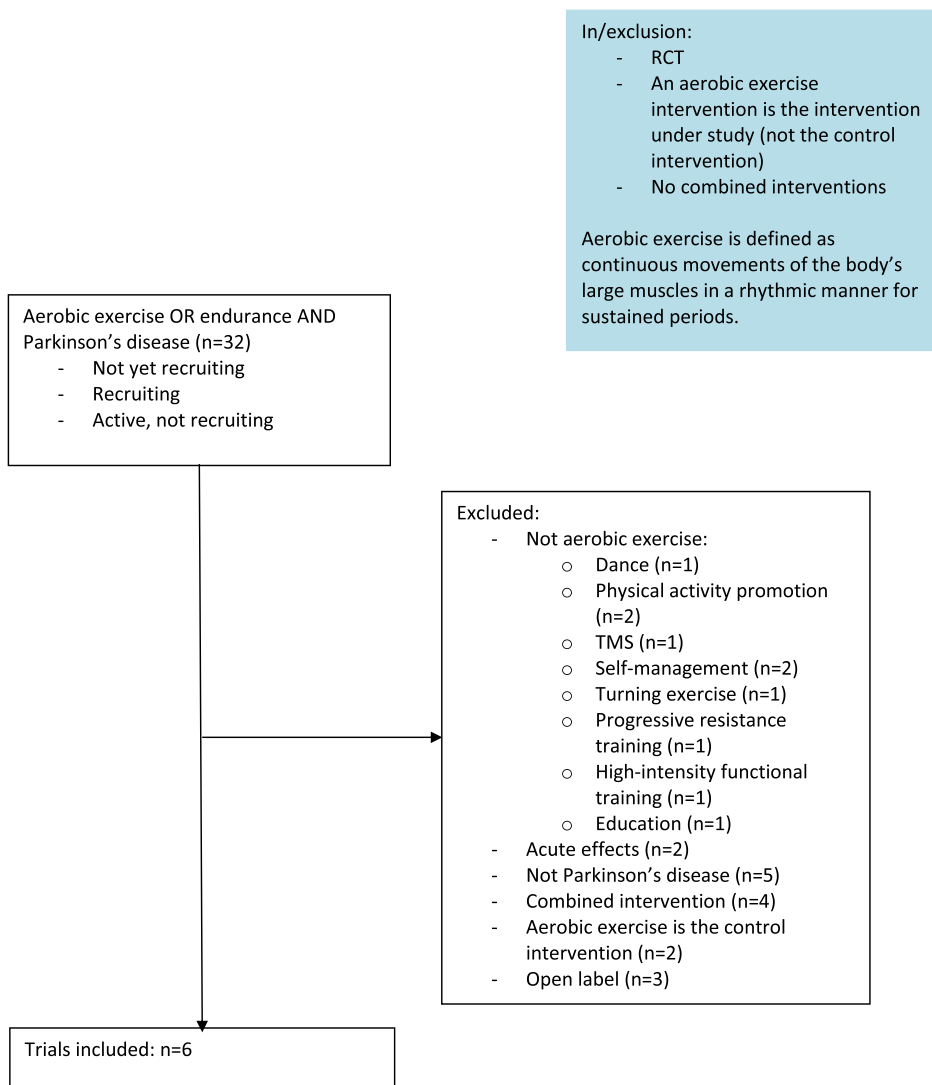 In/exclusion:
- RCT
- An aerobic exercise
intervention is the intervention
under study (not the control
intervention)
- No combined interventions
Aerobic exercise is defined as
continuous movements of the body’s
large muscles in a rhythmic manner for
sustained periods.
Aerobic exercise OR endurance AND
Parkinson’s disease (n=32)
- Not yet recruiting
- Recruiting
- Active, not recruiting
Excluded:
- Not aerobic exercise:
o Dance (n=1)
o Physical activity promotion
(n=2)
o TMS (n=1)
o Self-management (n=2)
o Turning exercise (n=1)
o Progressive resistance
training (n=1)
o High-intensity functional
training (n=1)
o Education (n=1)
- Acute effects (n=2)
- Not Parkinson’s disease (n=5)
- Combined intervention (n=4)
- Aerobic exercise is the control
intervention (n=2)
- Open label (n=3)
Trials included: n=6